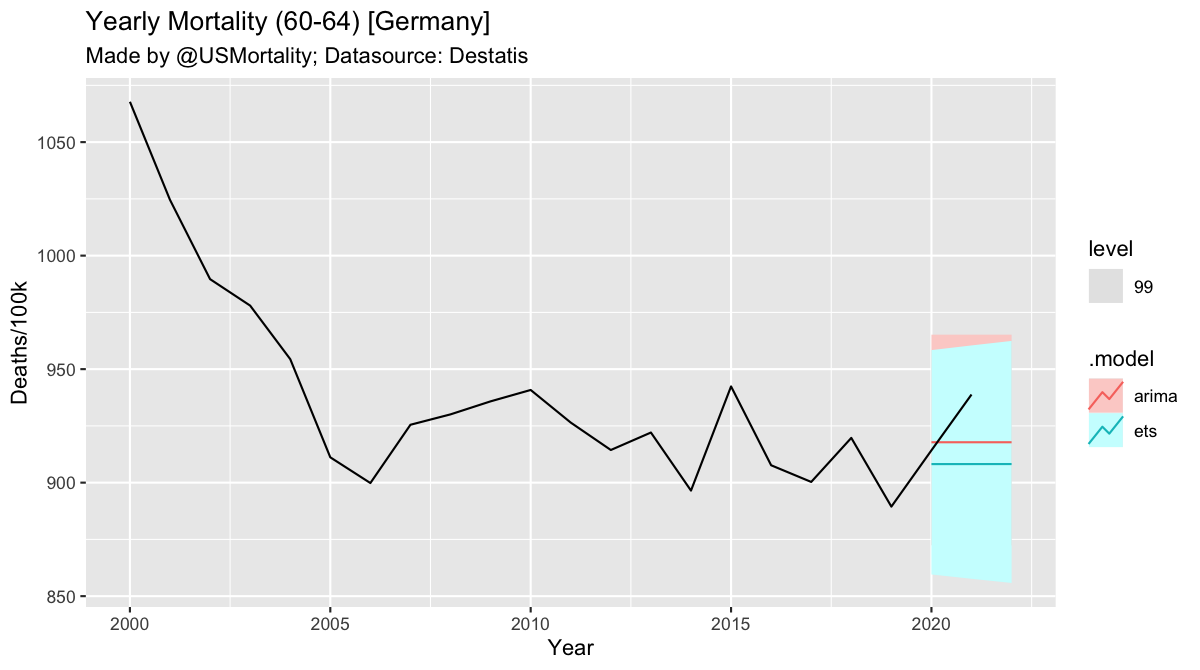 Yearly Mortality (60-64) [Germany]
Made by @USMortality; Datasource: Destatis
Deaths/100k
1050
1000
950
900
850
2000 2005 2010 2015 2020
Year
level
99
.model
arima
ets